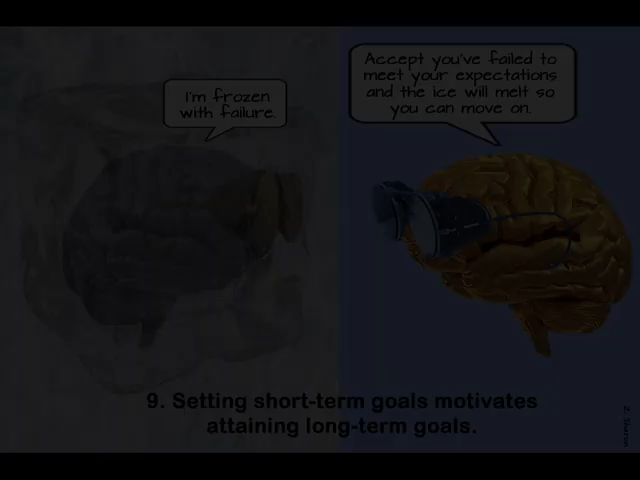 I'm frozen
with failure.
Accept you've failed to
meet your expectations
and the ice will melt so
you can move on.
9. Setting short-term goals motivates
attaining long-term goals.
Z. Sharon